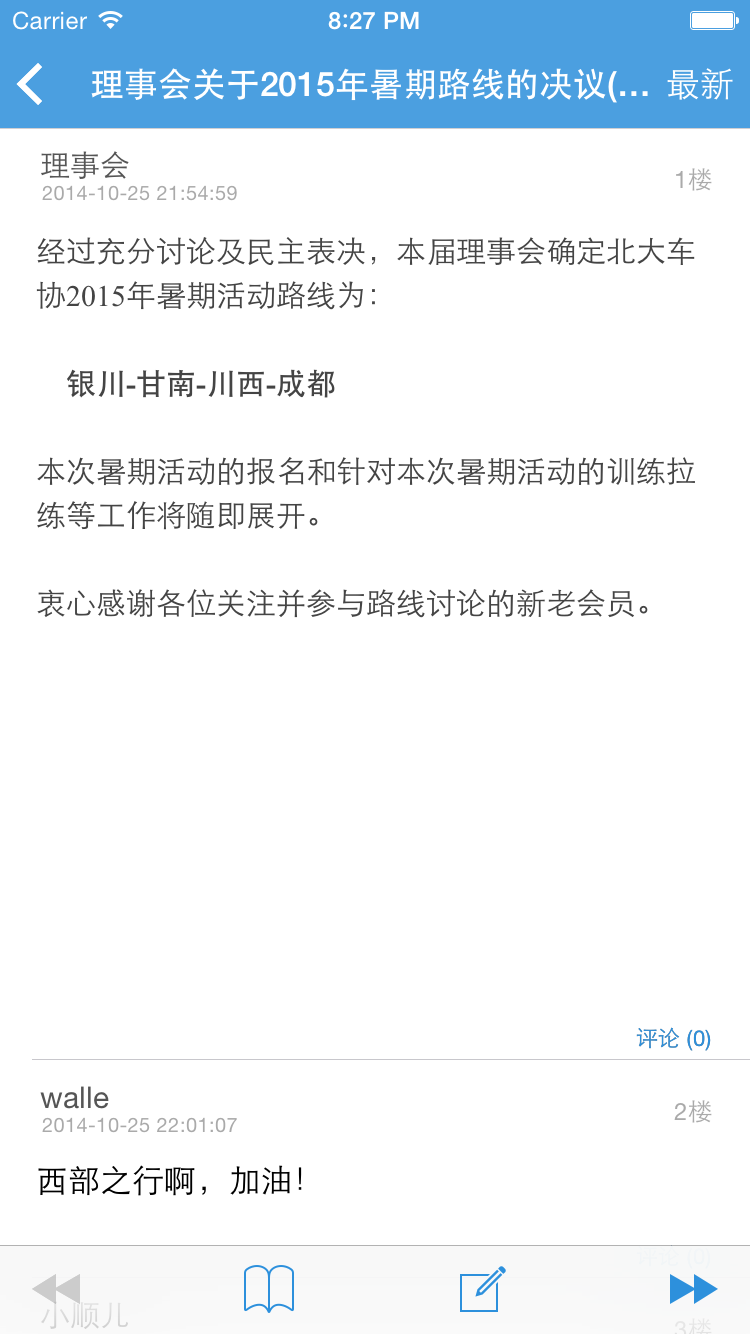 Carrier 8:27 PM
理事会关于2015年暑期路线的决议(... 最新
理事会
2014-10-25 21:54:59
1楼
经过充分讨论及民主表决，本届理事会确定北大车
协2015年暑期活动路线为：
银川-甘南-川西-成都
本次暑期活动的报名和针对本次暑期活动的训练拉
练等工作将随即展开。
衷心感谢各位关注并参与路线讨论的新老会员。
评论 (0)
walle
2014-10-25 22:01:07
2楼
西部之行啊，加油！
评论 (0)
小顺儿
3楼